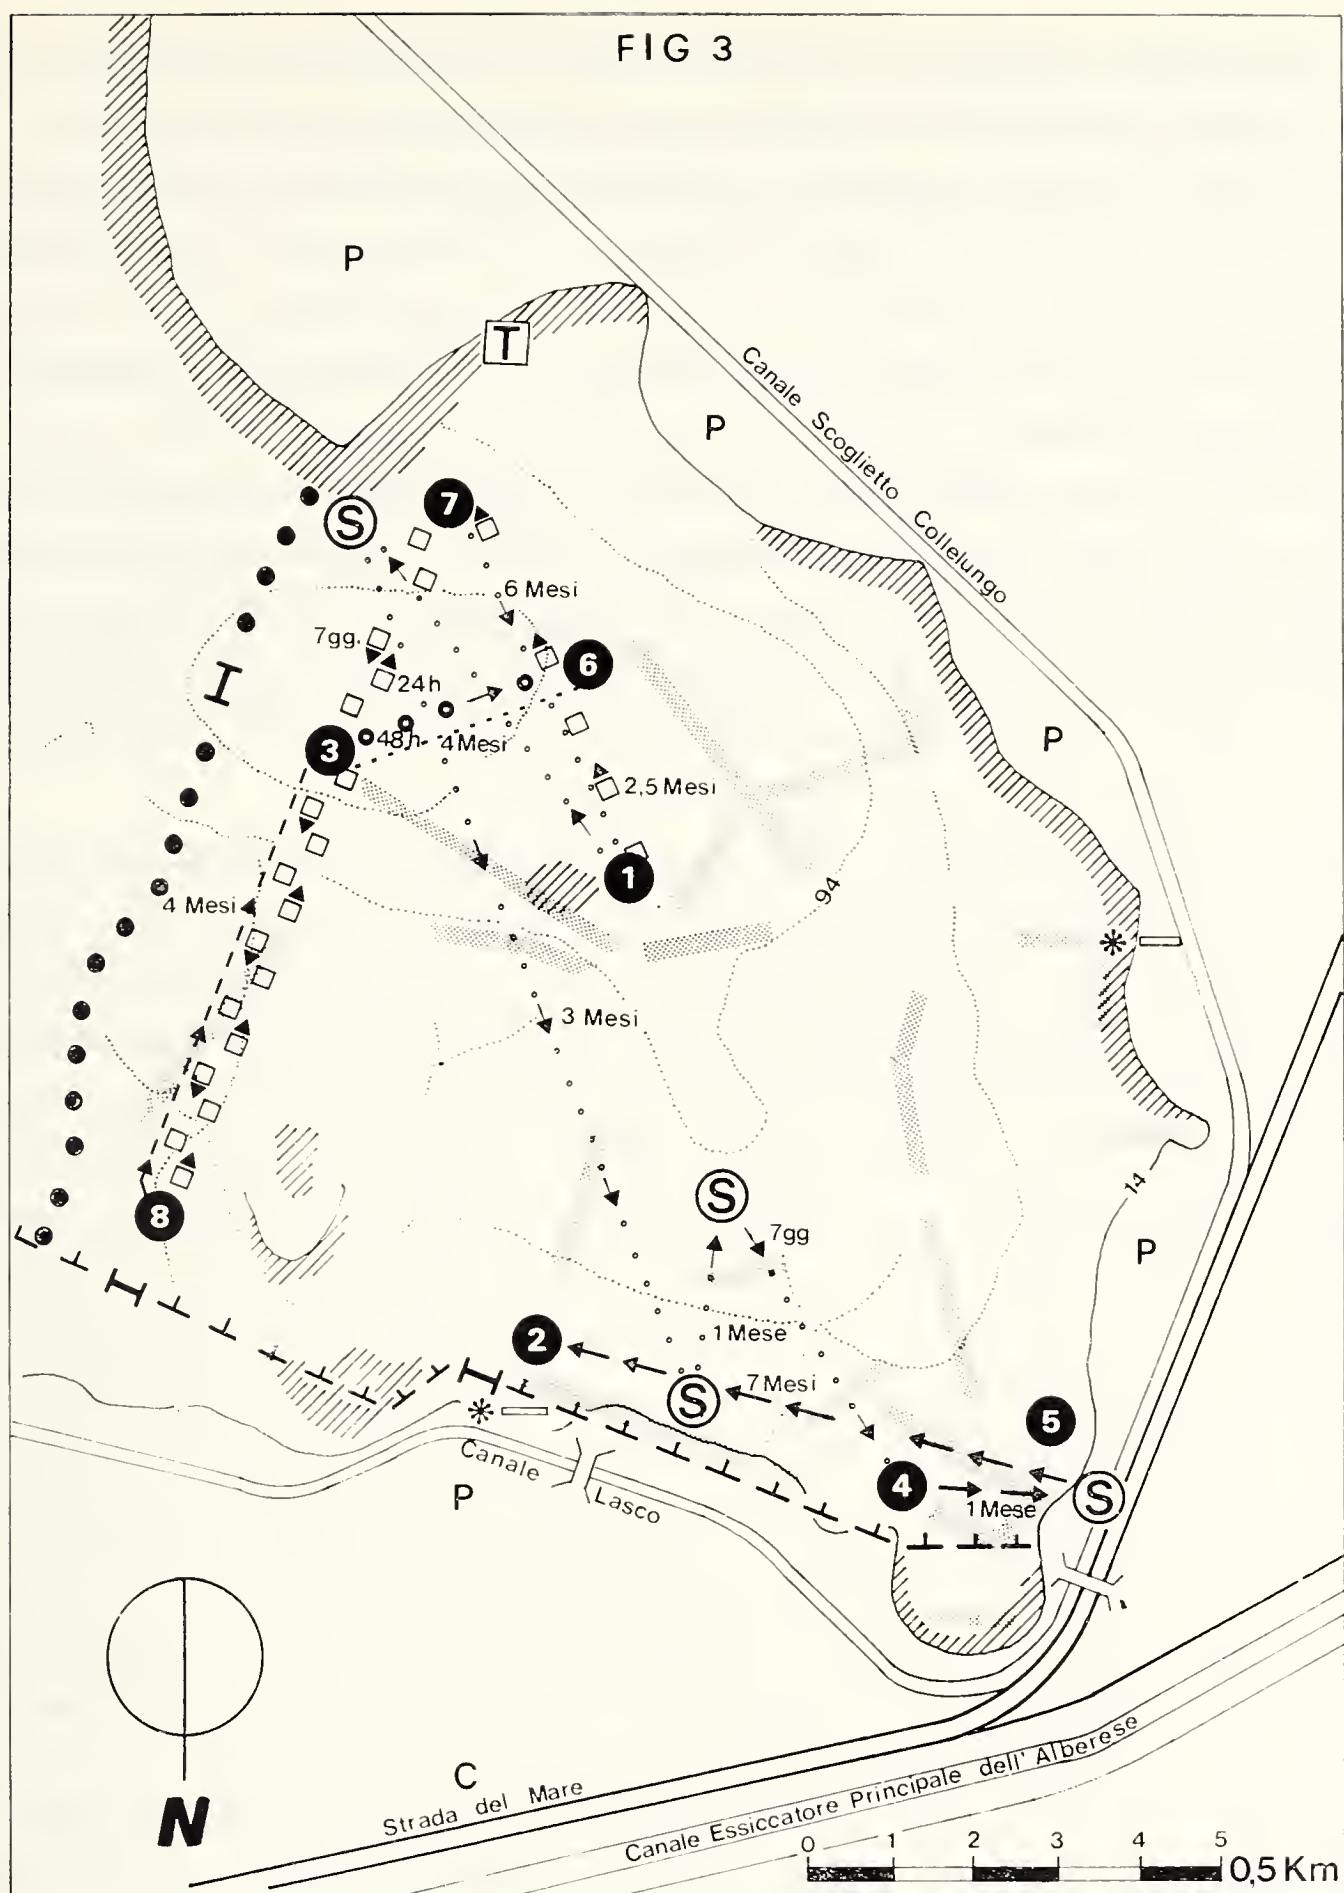 FIG 3
P
T
P
Canale Scoglietto Collelungo
7
S
6 Mesi
7gg.
6
24h
I
P
3
48h
4 Mesi
2,5 Mesi
1
94
4 Mesi
3 Mesi
14
S
8
7gg
P
2
1 Mese
7 Mesi
S
5
Canale
Lasco
P
4
1 Mese
S
N
C
Strada del Mare
Canale Essiccatore Principale dell' Alberese
0 1 2 3 4 5
0,5 Km